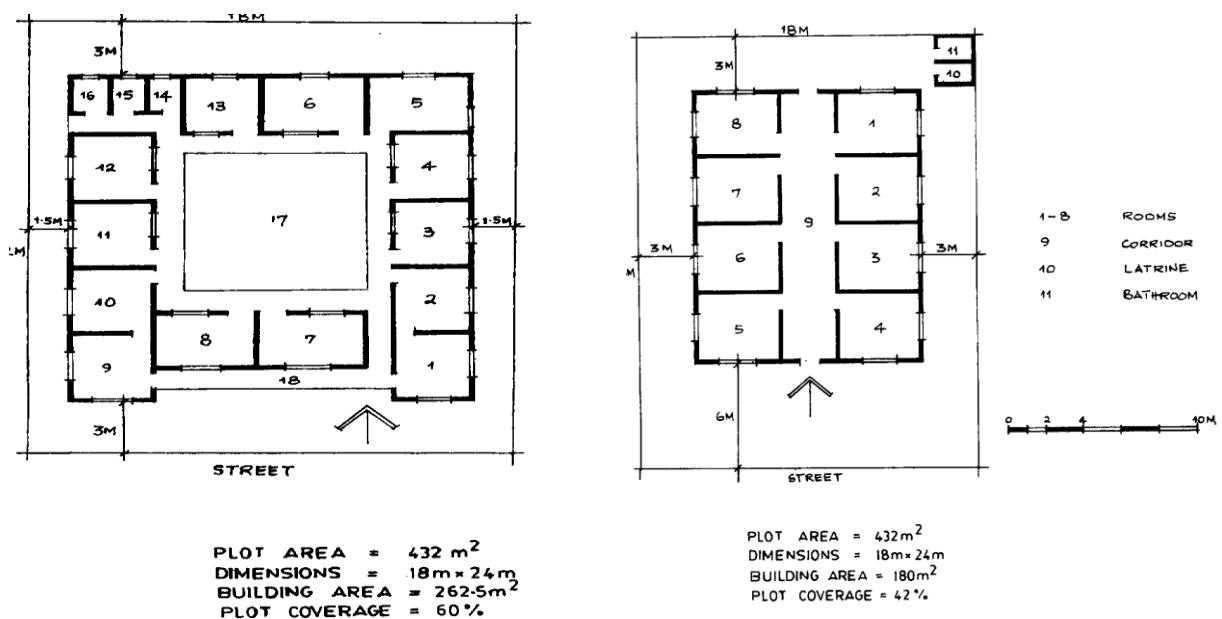 18M
3M
16 15 14 13 6 5
12 4
1.5M 17 1.5M
11 3
M
10 2
8 7
9 1
18
3M
STREET
PLOT AREA = 432 m²
DIMENSIONS = 18m × 24m
BUILDING AREA = 262.5m²
PLOT COVERAGE = 60%
18M
11
3M
10
8 1
7 2
9
3M 6 3 3M
M
5 4
6M
STREET
PLOT AREA = 432m²
DIMENSIONS = 18m × 24m
BUILDING AREA = 180m²
PLOT COVERAGE = 42%
1-8 ROOMS
9 CORRIDOR
10 LATRINE
11 BATHROOM
0 2 4 10M